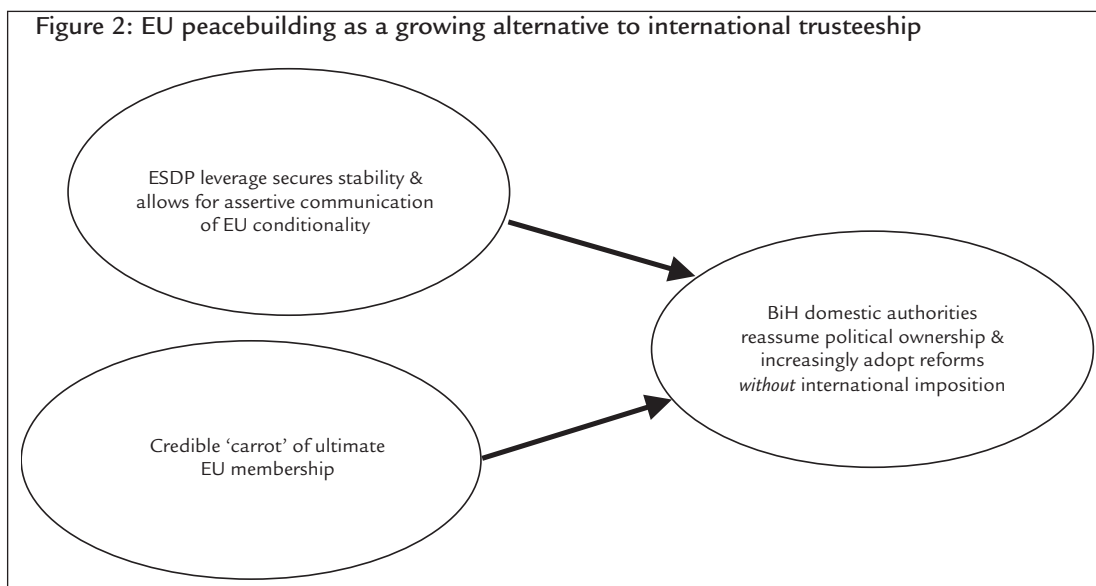 Figure 2: EU peacebuilding as a growing alternative to international trusteeship
ESDP leverage secures stability &
allows for assertive communication
of EU conditionality
BiH domestic authorities
reassume political ownership &
increasingly adopt reforms
without international imposition
Credible ‘carrot’ of ultimate
EU membership